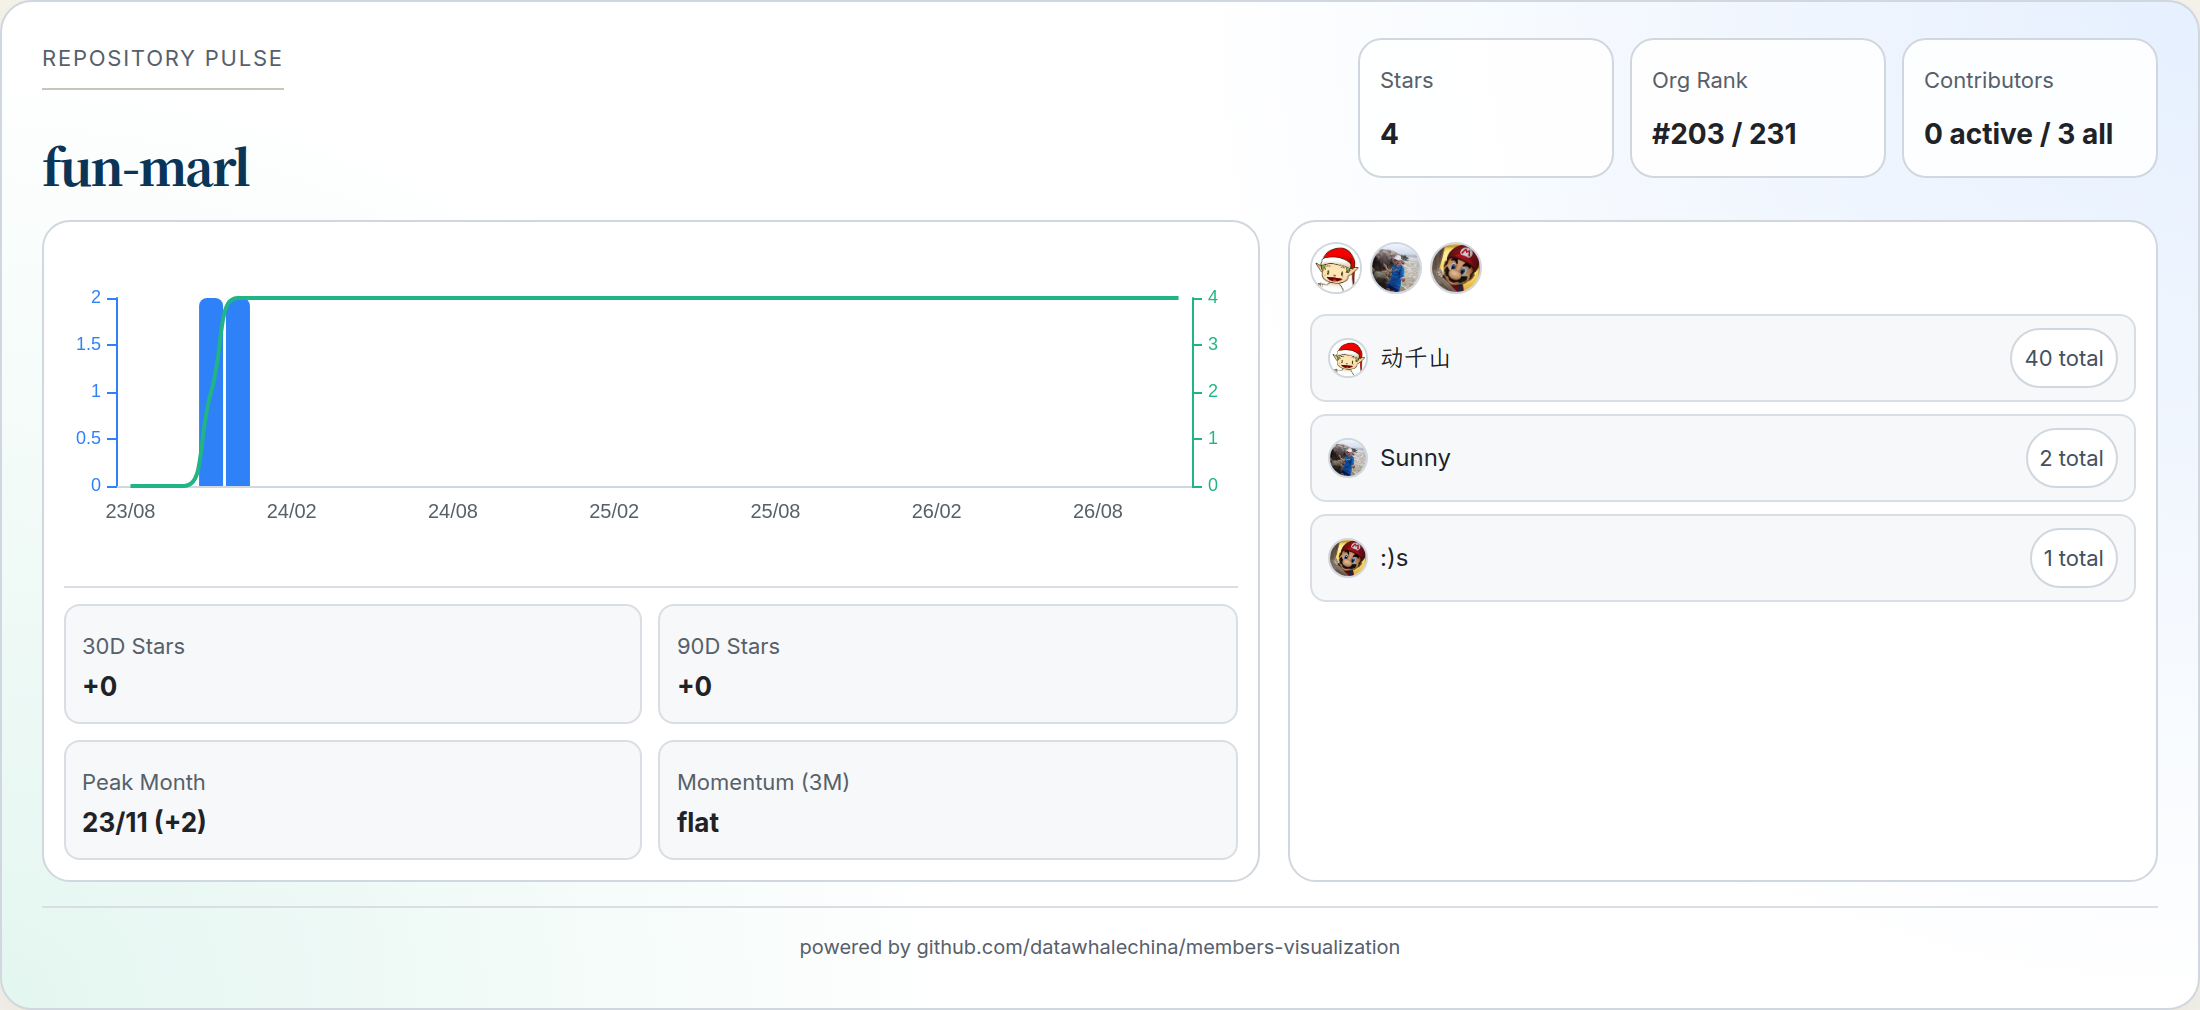 REPOSITORY PULSE
fun-marl
Stars
4
Org Rank
#203 / 231
Contributors
0 active / 3 all
2
1.5
1
0.5
0
4
3
2
1
0
23/08
24/02
24/08
25/02
25/08
26/02
26/08
30D Stars
+0
90D Stars
+0
Peak Month
23/11 (+2)
Momentum (3M)
flat
动千山
40 total
Sunny
2 total
:)s
1 total
powered by github.com/datawhalechina/members-visualization